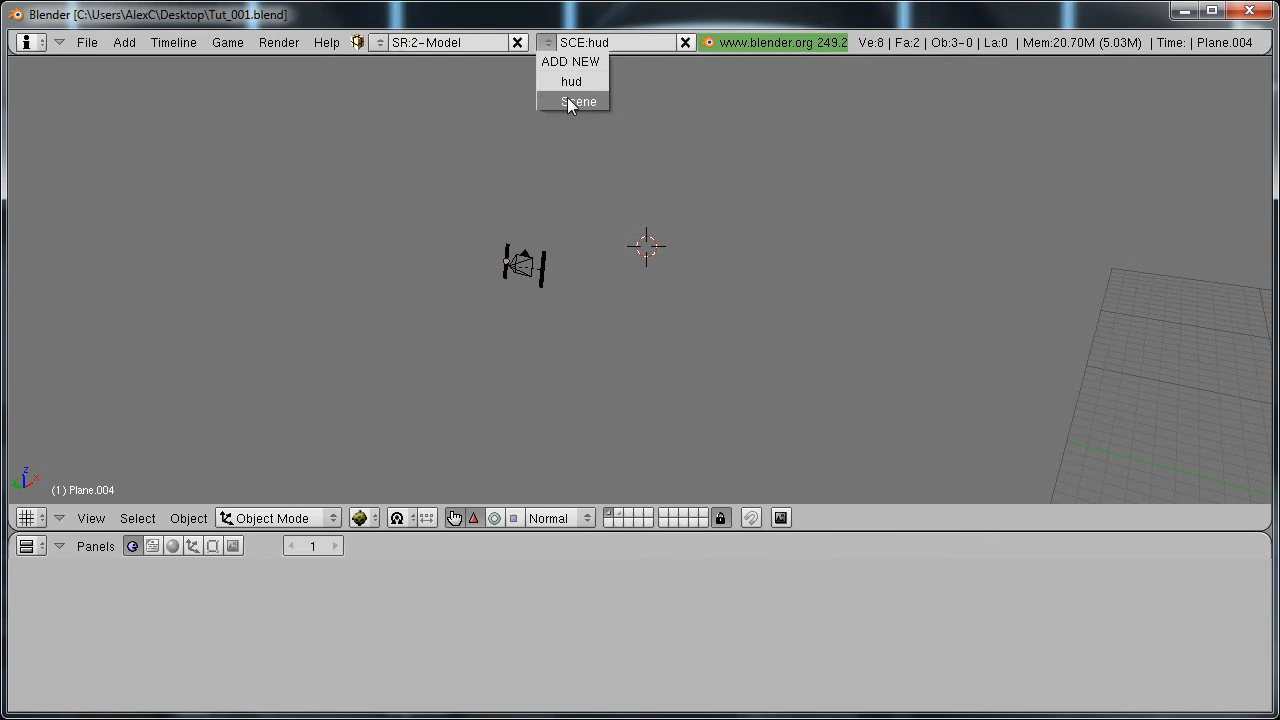 Blender [C:\Users\AlexC\Desktop\Tut_001.blend]
File Add Timeline Game Render Help SR:2-Model SCE:hud www.blender.org 249.2 Ve:8 | Fa:2 | Ob:3-0 | La:0 | Mem:20.70M (5.03M) | Time: | Plane.004
ADD NEW
hud
Scene
z
x
(1) Plane.004
View Select Object Object Mode Normal
Panels 1